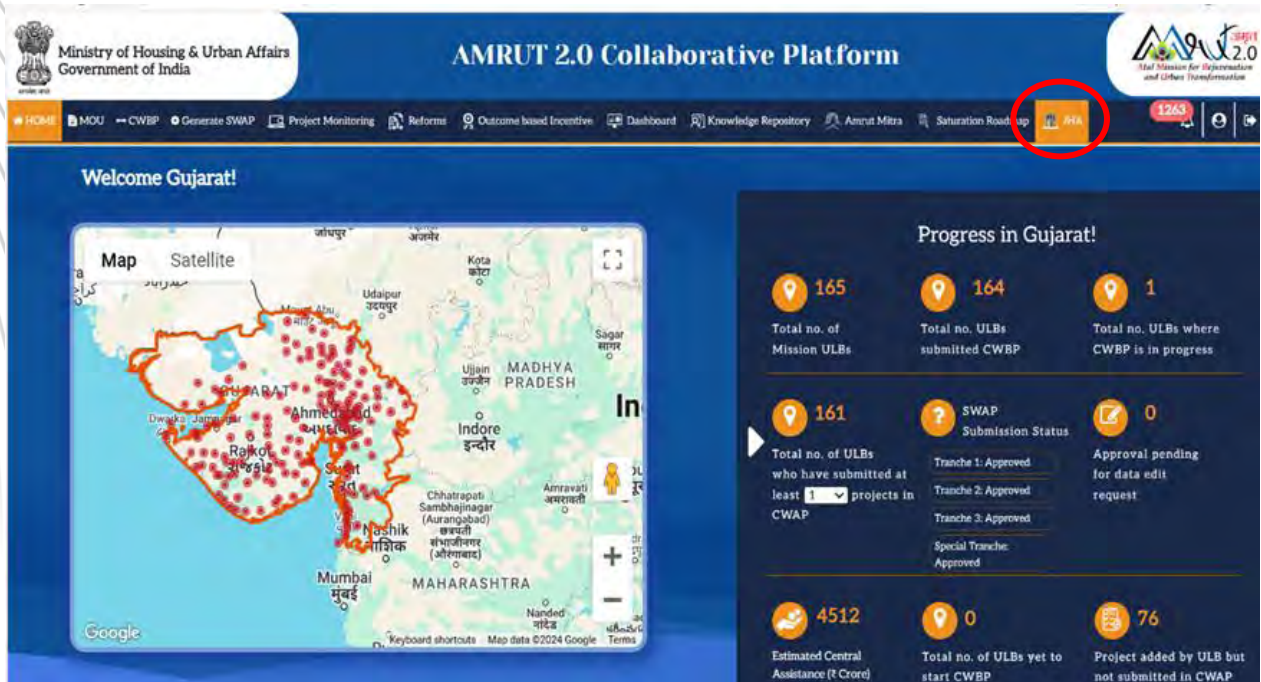 Ministry of Housing & Urban Affairs
Government of India
AMRUT 2.0 Collaborative Platform
अमृत
2.0
Atal Mission for Rejuvenation
and Urban Transformation
HOME MOU CWBP Generate SWAP Project Monitoring Reforms Outcome based Incentive Dashboard Knowledge Repository Amrut Mitra Saturation Roadmap JHA
1263
Welcome Gujarat!
Map Satellite
जोधपुर
अजमेर
Kota
कोटा
Udaipur
उदयपुर
Mount Abu
Sagar
सागर
Ujjain
उज्जैन
MADHYA
PRADESH
GUJARAT
Ahmedabad
અમદાવાદ
Dwarka
Jamnagar
Indore
इन्दौर
In
Rajkot
રાજકોટ
Surat
સુરત
Amravati
अमरावती
Chhatrapati
Sambhajinagar
(Aurangabad)
छत्रपती
संभाजीनगर
(औरंगाबाद)
Nashik
नाशिक
Mumbai
मुंबई
MAHARASHTRA
Nanded
नांदेड
Google
Keyboard shortcuts Map data ©2024 Google Terms
Progress in Gujarat!
165
Total no. of
Mission ULBs
164
Total no. ULBs
submitted CWBP
1
Total no. ULBs where
CWBP is in progress
161
Total no. of ULBs
who have submitted at
least 1 projects in
CWAP
SWAP
Submission Status
Tranche 1: Approved
Tranche 2: Approved
Tranche 3: Approved
Special Tranche:
Approved
0
Approval pending
for data edit
request
4512
Estimated Central
Assistance (₹ Crore)
0
Total no. of ULBs yet to
start CWBP
76
Project added by ULB but
not submitted in CWAP